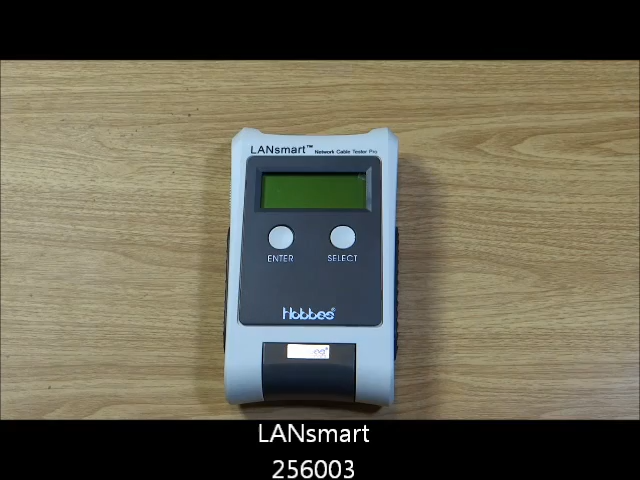 LANsmart™ Network Cable Tester Pro
ENTER SELECT
Hobbes®
LANsmart
256003